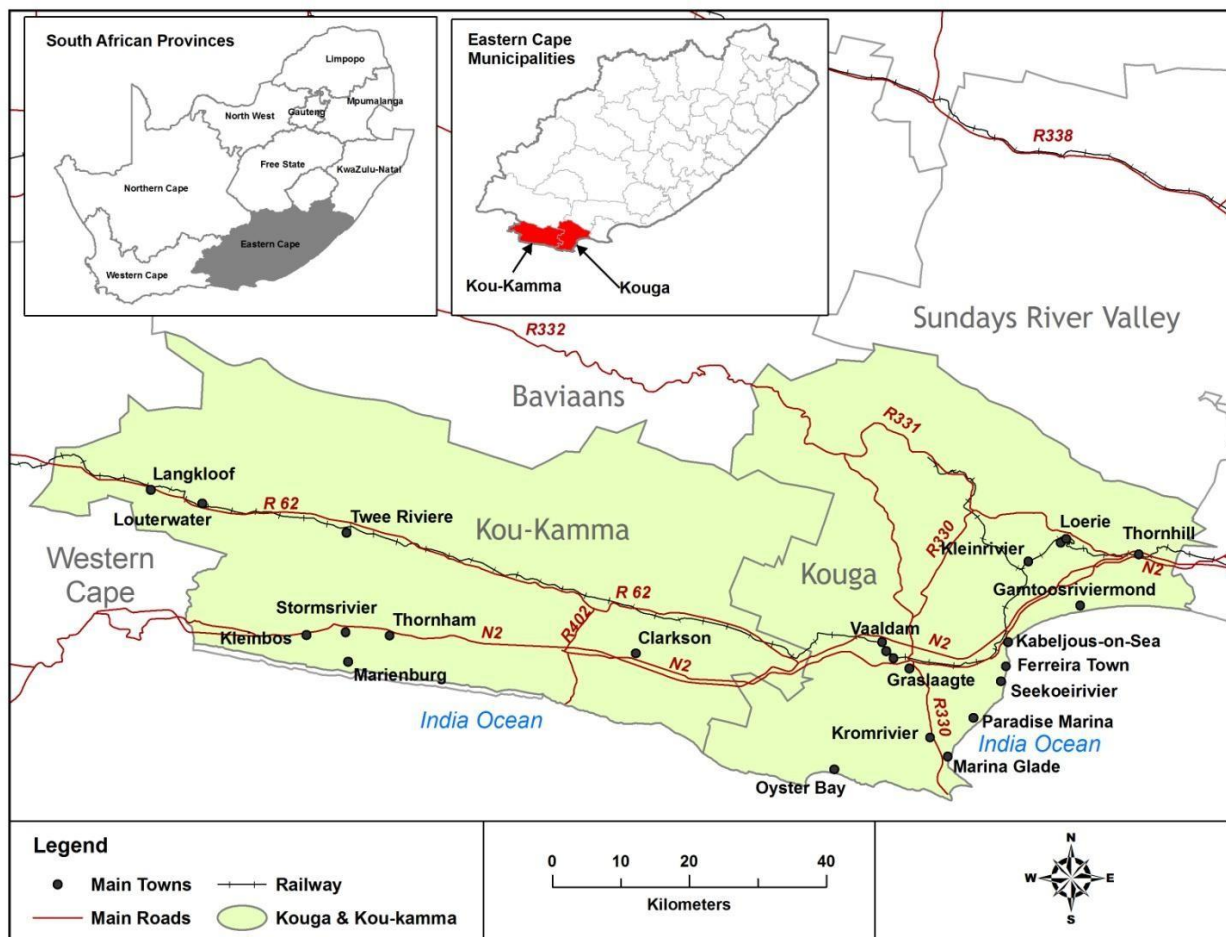 South African Provinces
Limpopo
Mpumalanga
North West
Gauteng
Free State
KwaZulu-Natal
Northern Cape
Eastern Cape
Western Cape
Eastern Cape
Municipalities
Kou-Kamma
Kouga
R338
R332
Sundays River Valley
Baviaans
R331
Langkloof
R 62
Louterwater
Twee Riviere
Kou-Kamma
R330
Loerie
Thornhill
Kleinrivier
N2
Western
Cape
Kouga
Gamtoosriviermond
R 62
Stormsrivier
Thornham
Kleinbos
N2
R402
Clarkson
N2
Vaaldam
N2
Kabeljous-on-Sea
Marienburg
Graslaagte
Ferreira Town
Seekoeirivier
India Ocean
R330
Paradise Marina
Kromrivier
India Ocean
Marina Glade
Oyster Bay
Legend
Main Towns
Railway
Main Roads
Kouga & Kou-kamma
0 10 20 40
Kilometers
N
W E
S